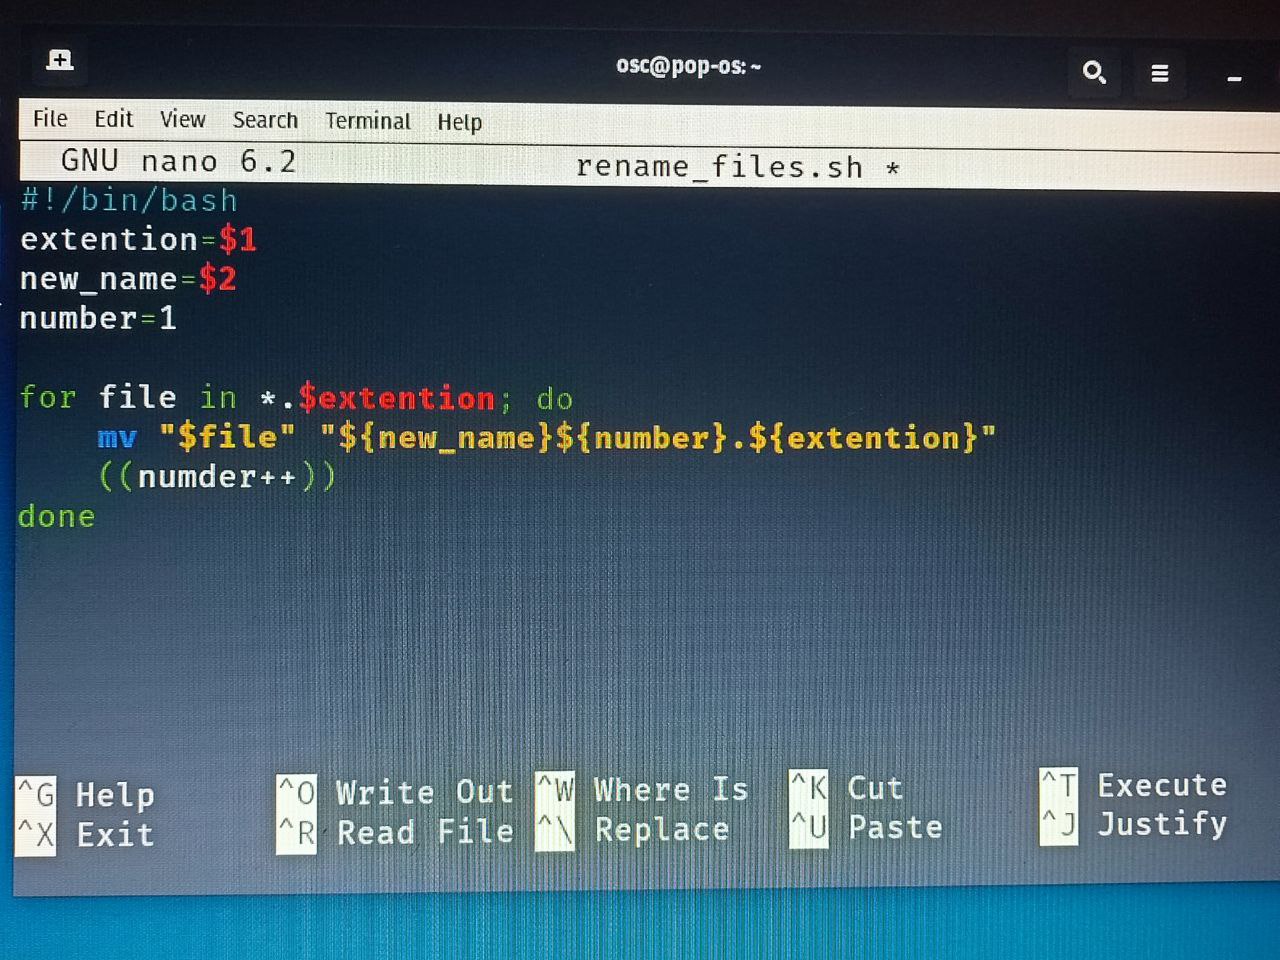 osc@pop-os: ~
File Edit View Search Terminal Help
GNU nano 6.2 rename_files.sh *
#!/bin/bash
extention=$1
new_name=$2
number=1
for file in *.$extention; do
    mv "$file" "${new_name}${number}.${extention}"
    ((numder++))
done
^G Help ^O Write Out ^W Where Is ^K Cut ^T Execute
^X Exit ^R Read File ^\ Replace ^U Paste ^J Justify